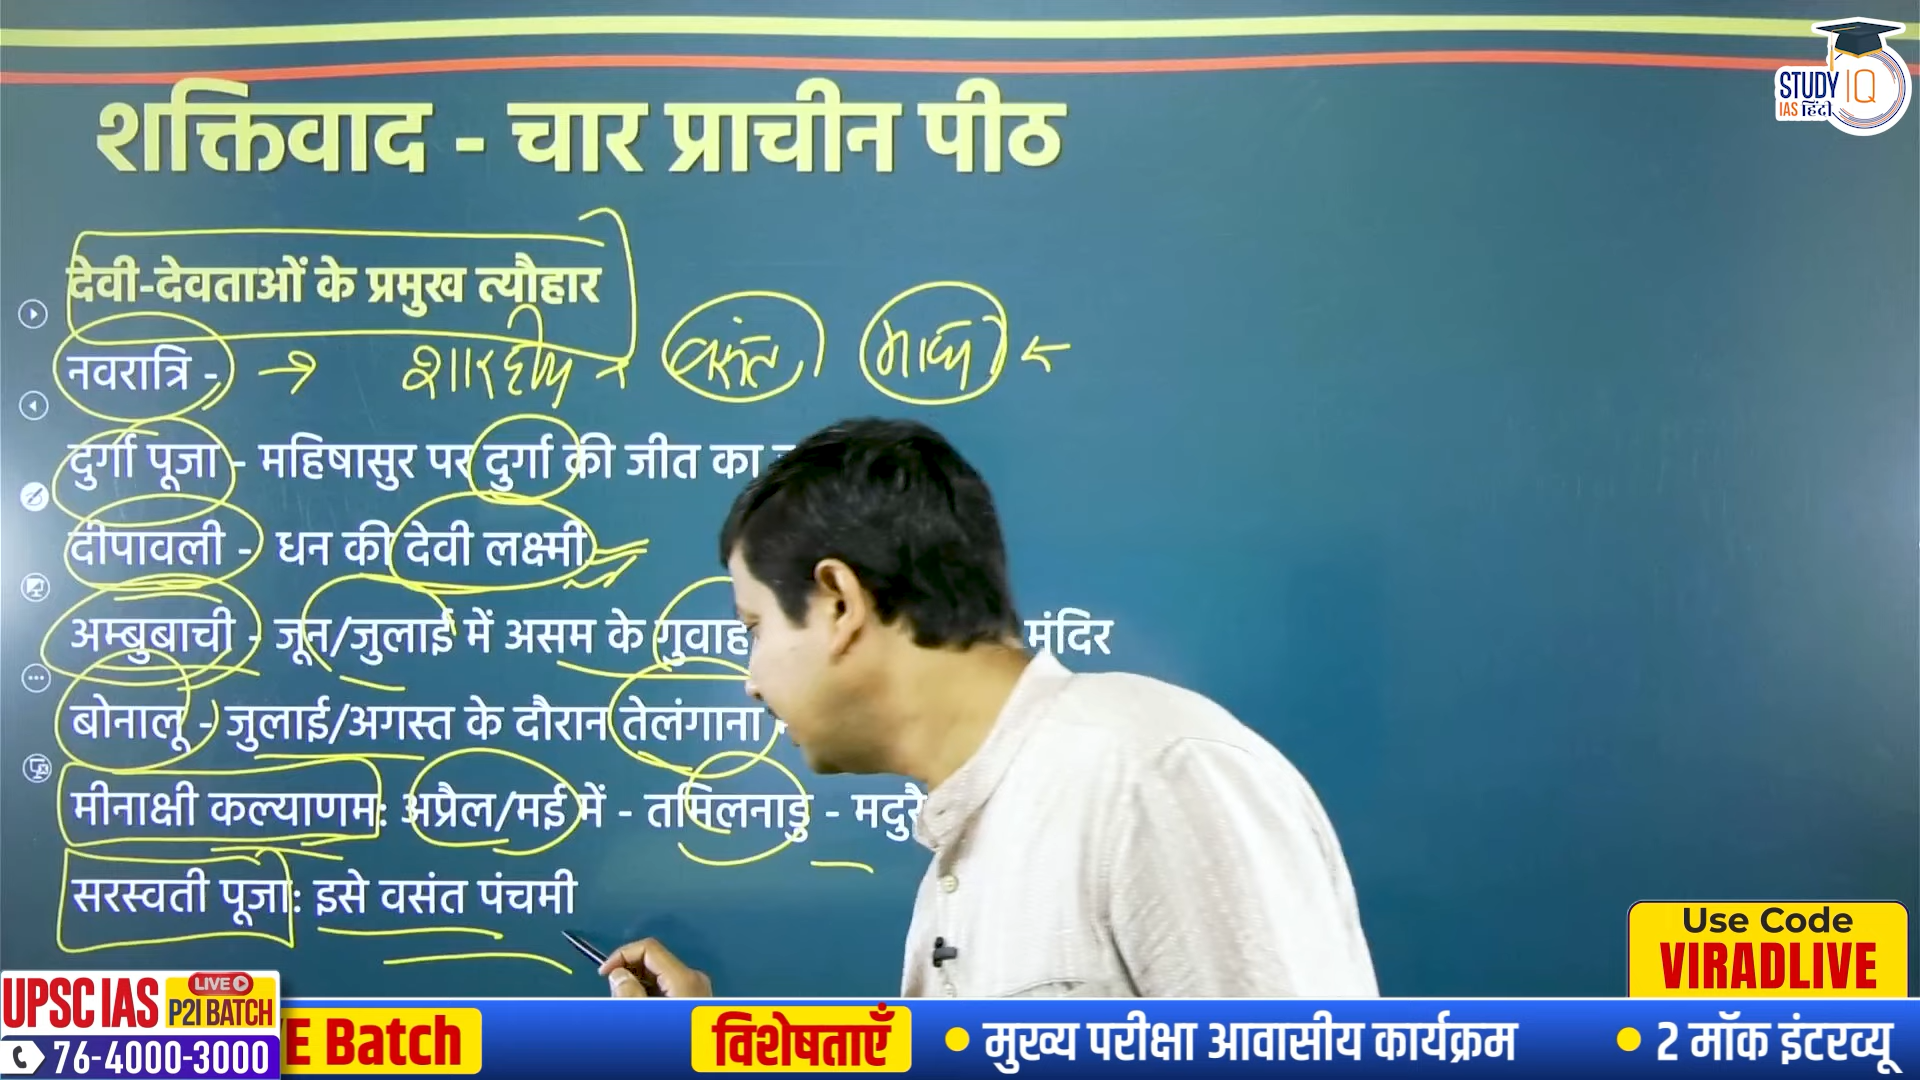 STUDY IQ
IAS हिंदी
शक्तिवाद - चार प्राचीन पीठ
देवी-देवताओं के प्रमुख त्यौहार
नवरात्रि - → शारदीय वसंत माघ ←
दुर्गा पूजा - महिषासुर पर दुर्गा की जीत का
दीपावली - धन की देवी लक्ष्मी
अम्बुबाची - जून/जुलाई में असम के गुवाह मंदिर
बोनालू - जुलाई/अगस्त के दौरान तेलंगाना
मीनाक्षी कल्याणम: अप्रैल/मई में - तमिलनाडु - मदुरै
सरस्वती पूजा: इसे वसंत पंचमी
Use Code
VIRADLIVE
UPSC IAS LIVE P2I BATCH
76-4000-3000
E Batch विशेषताएँ • मुख्य परीक्षा आवासीय कार्यक्रम • 2 मॉक इंटरव्यू